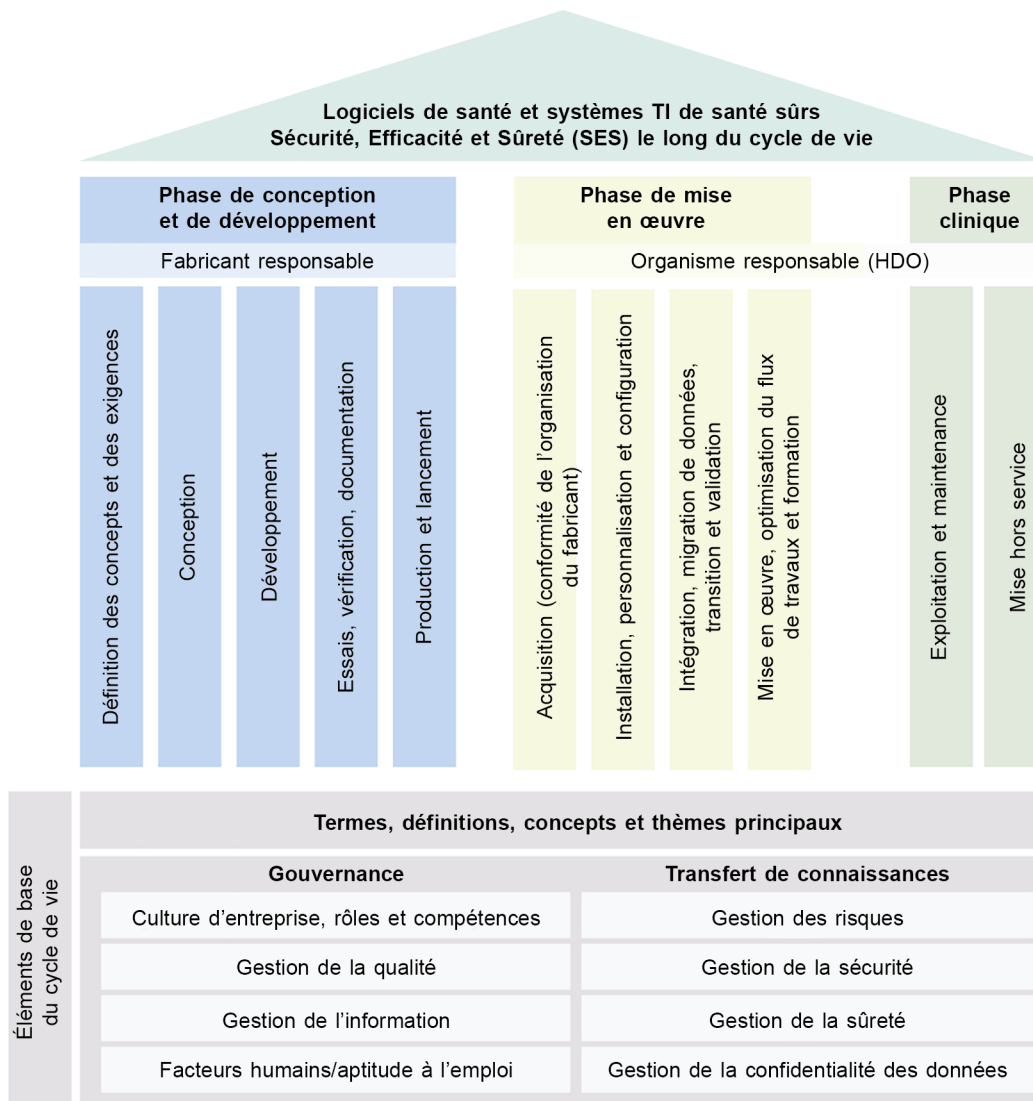 Logiciels de santé et systèmes TI de santé sûrs
Sécurité, Efficacité et Sûreté (SES) le long du cycle de vie
Phase de conception
et de développement
Phase de mise
en œuvre
Phase
clinique
Fabricant responsable
Organisme responsable (HDO)
Définition des concepts et des exigences
Conception
Développement
Essais, vérification, documentation
Production et lancement
Acquisition (conformité de l'organisation
du fabricant)
Installation, personnalisation et configuration
Intégration, migration de données,
transition et validation
Mise en œuvre, optimisation du flux
de travaux et formation
Exploitation et maintenance
Mise hors service
Éléments de base
du cycle de vie
Termes, définitions, concepts et thèmes principaux
Gouvernance
Transfert de connaissances
Culture d'entreprise, rôles et compétences
Gestion des risques
Gestion de la qualité
Gestion de la sécurité
Gestion de l'information
Gestion de la sûreté
Facteurs humains/aptitude à l'emploi
Gestion de la confidentialité des données